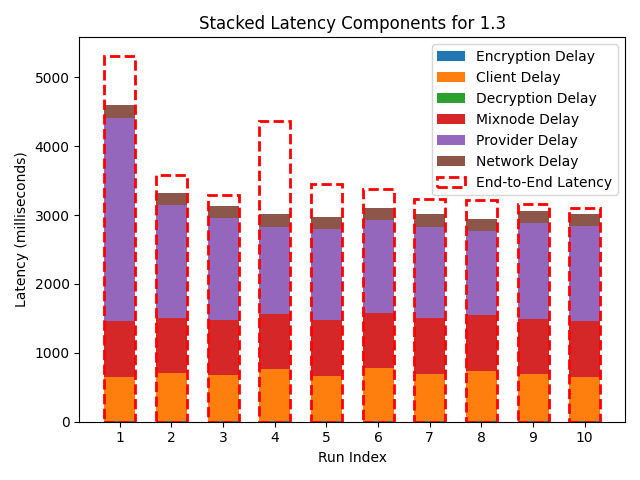 Stacked Latency Components for 1.3
Latency (milliseconds)
5000
4000
3000
2000
1000
0
Encryption Delay
Client Delay
Decryption Delay
Mixnode Delay
Provider Delay
Network Delay
End-to-End Latency
1 2 3 4 5 6 7 8 9 10
Run Index